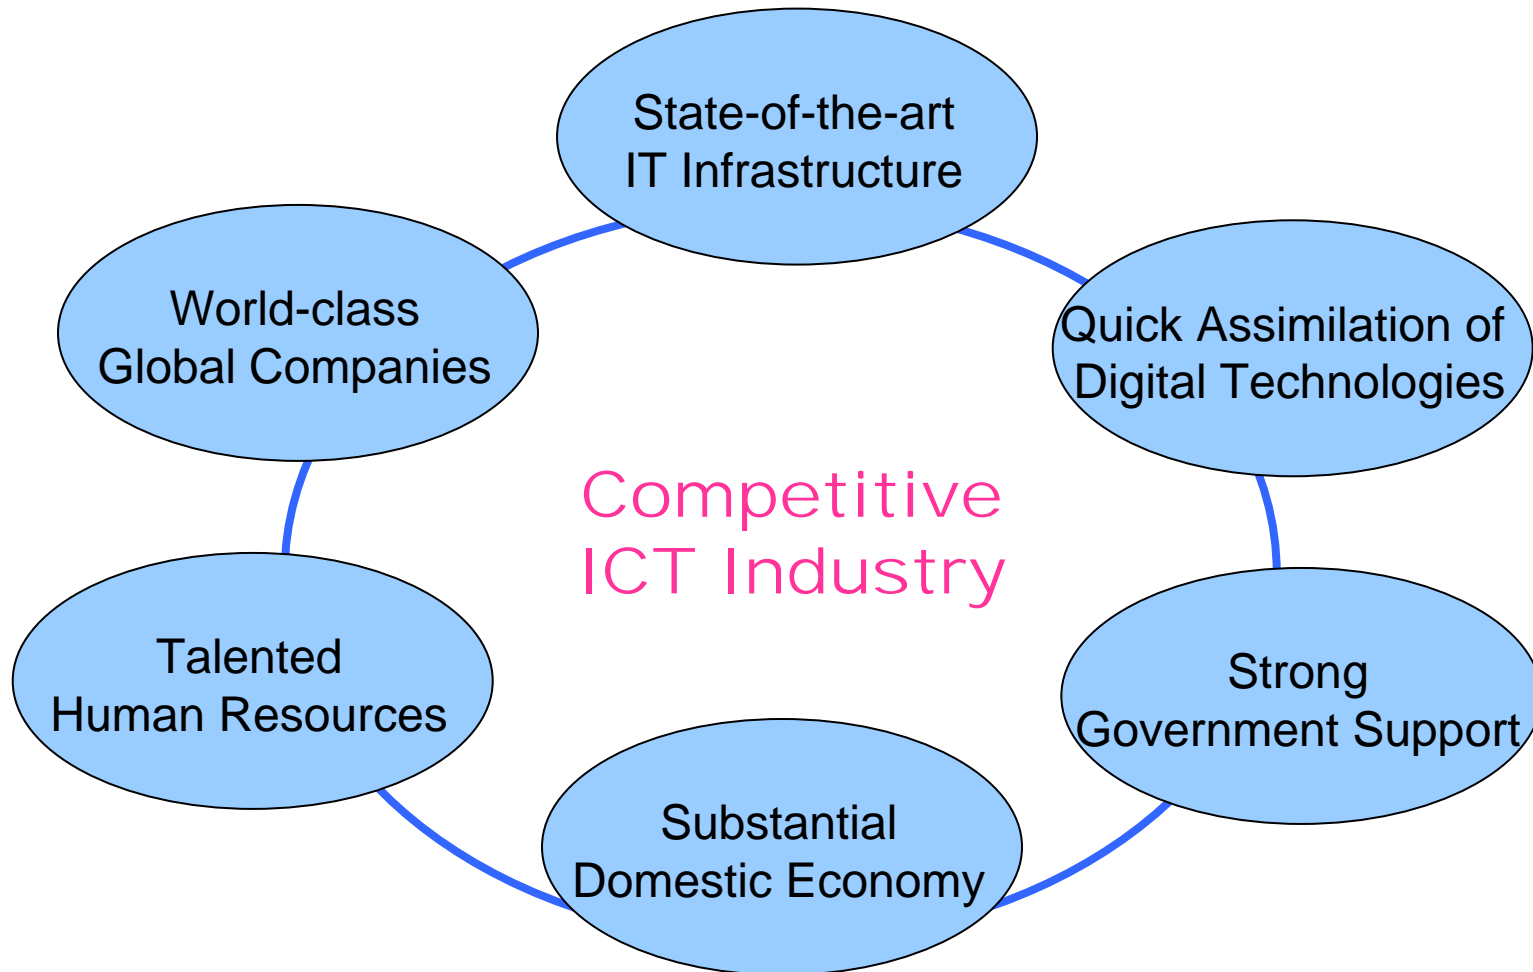 State-of-the-art
IT Infrastructure
World-class
Global Companies
Quick Assimilation of
Digital Technologies
Competitive
ICT Industry
Talented
Human Resources
Strong
Government Support
Substantial
Domestic Economy